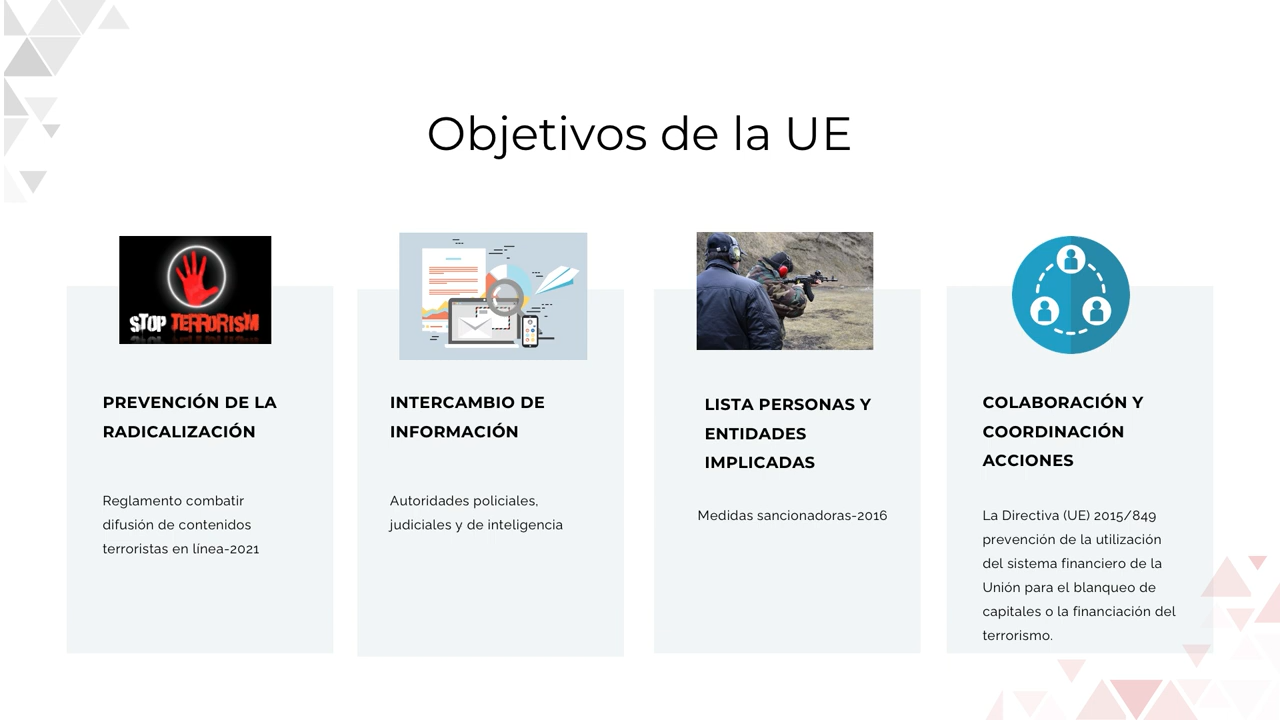 Objetivos de la UE
STOP TERRORISM
PREVENCIÓN DE LA
RADICALIZACIÓN
Reglamento combatir
difusión de contenidos
terroristas en línea-2021
INTERCAMBIO DE
INFORMACIÓN
Autoridades policiales,
judiciales y de inteligencia
LISTA PERSONAS Y
ENTIDADES
IMPLICADAS
Medidas sancionadoras-2016
COLABORACIÓN Y
COORDINACIÓN
ACCIONES
La Directiva (UE) 2015/849
prevención de la utilización
del sistema financiero de la
Unión para el blanqueo de
capitales o la financiación del
terrorismo.